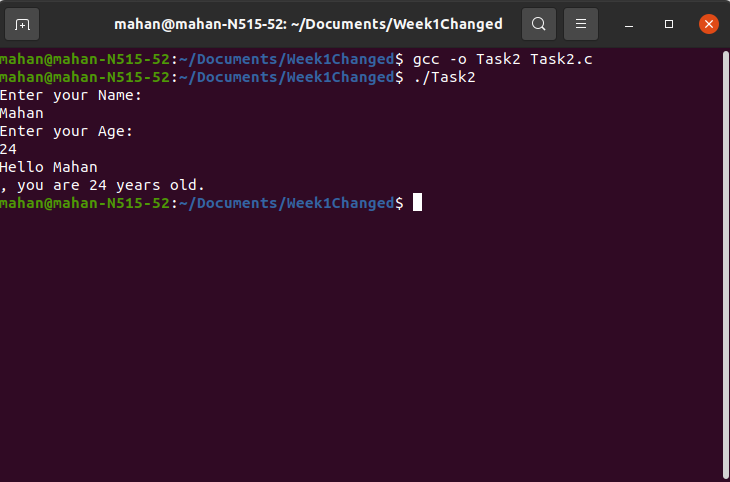 mahan@mahan-N515-52: ~/Documents/Week1Changed
mahan@mahan-N515-52:~/Documents/Week1Changed$ gcc -o Task2 Task2.c
mahan@mahan-N515-52:~/Documents/Week1Changed$ ./Task2
Enter your Name:
Mahan
Enter your Age:
24
Hello Mahan
, you are 24 years old.
mahan@mahan-N515-52:~/Documents/Week1Changed$